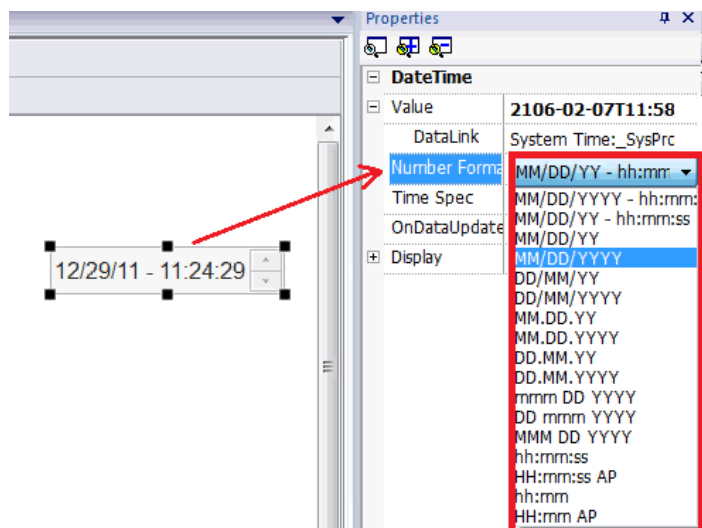 Properties
DateTime
Value 2106-02-07T11:58
DataLink System Time:_SysPrc
Number Forma MM/DD/YY - hh:mm
Time Spec
OnDataUpdate
Display
MM/DD/YYYY - hh:mm:
MM/DD/YY - hh:mm:ss
MM/DD/YY
MM/DD/YYYY
DD/MM/YY
DD/MM/YYYY
MM.DD.YY
MM.DD.YYYY
DD.MM.YY
DD.MM.YYYY
mmm DD YYYY
DD mmm YYYY
MMM DD YYYY
hh:mm:ss
HH:mm:ss AP
hh:mm
HH:mm AP
12/29/11 - 11:24:29